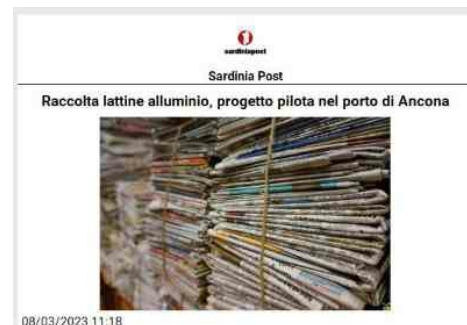 sardiniapost
Sardinia Post
Raccolta lattine alluminio, progetto pilota nel porto di Ancona
08/03/2023 11:18